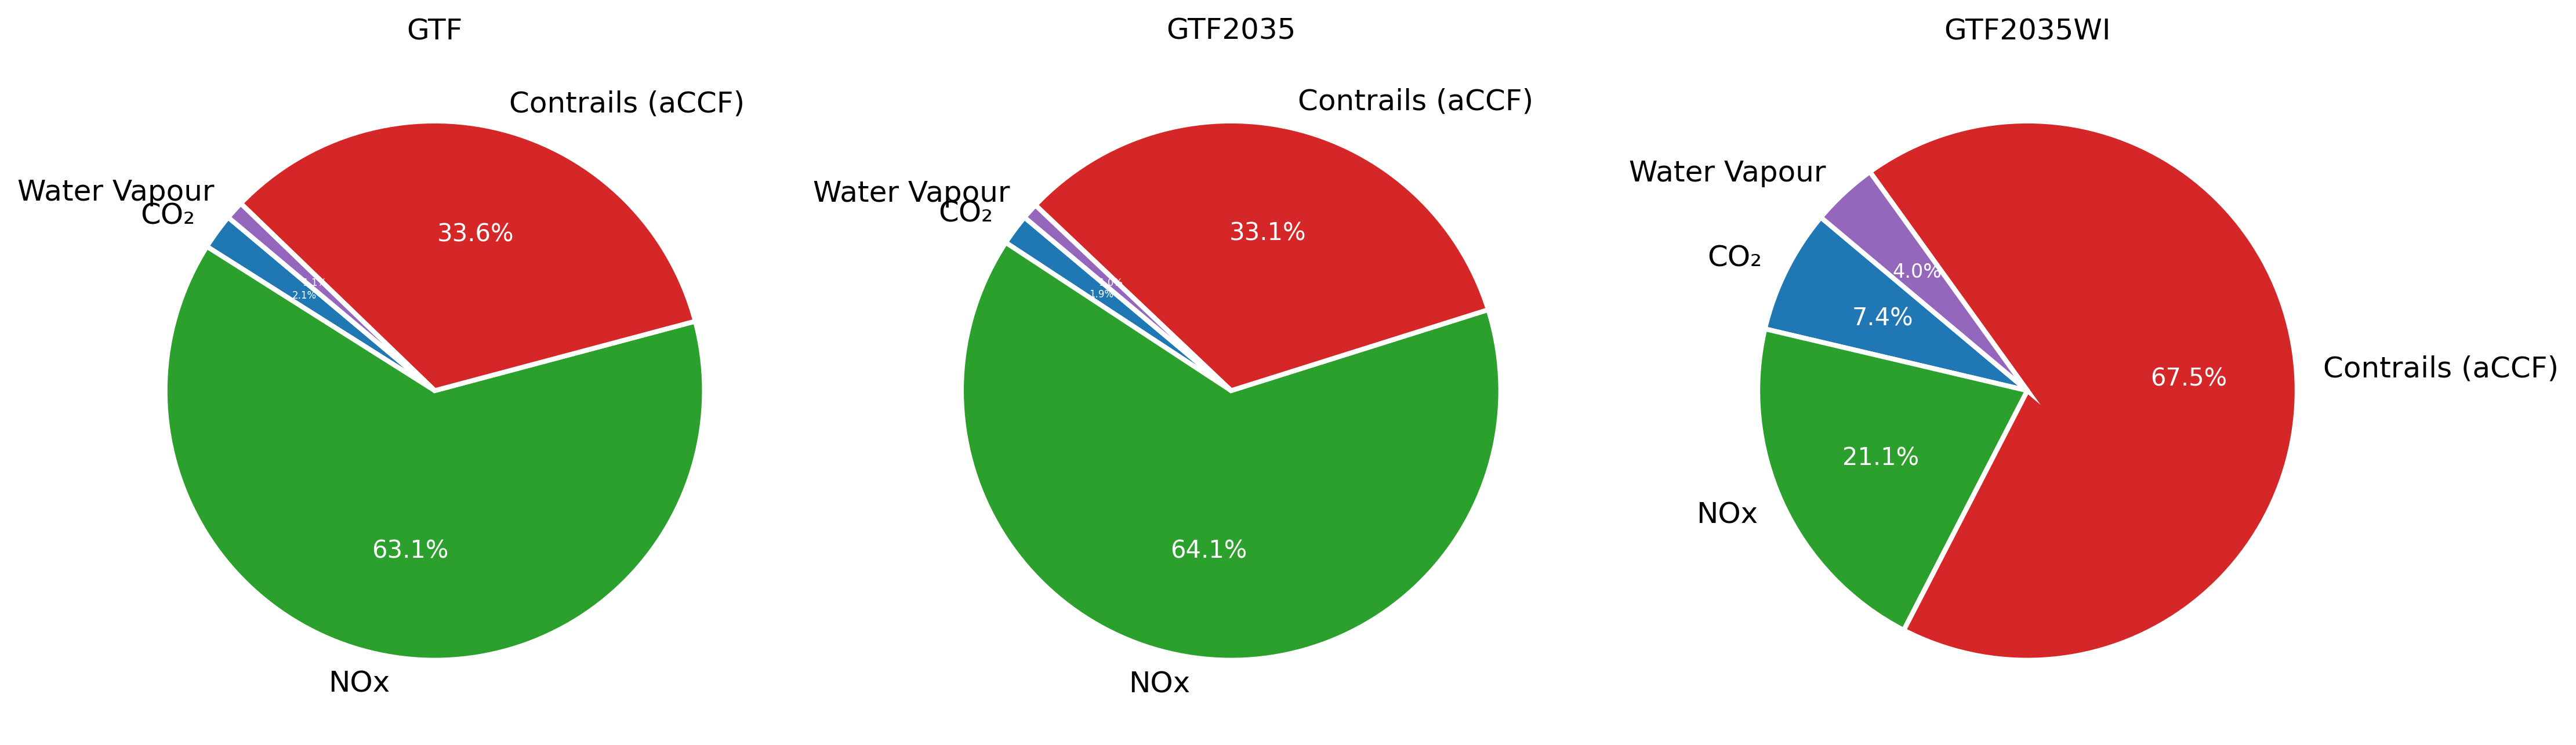 GTF
Contrails (aCCF)
33.6%
Water Vapour
CO₂
2.1%
63.1%
NOx
GTF2035
Contrails (aCCF)
33.1%
Water Vapour
CO₂
1.9%
64.1%
NOx
GTF2035WI
Water Vapour
4.0%
CO₂
7.4%
67.5%
Contrails (aCCF)
21.1%
NOx